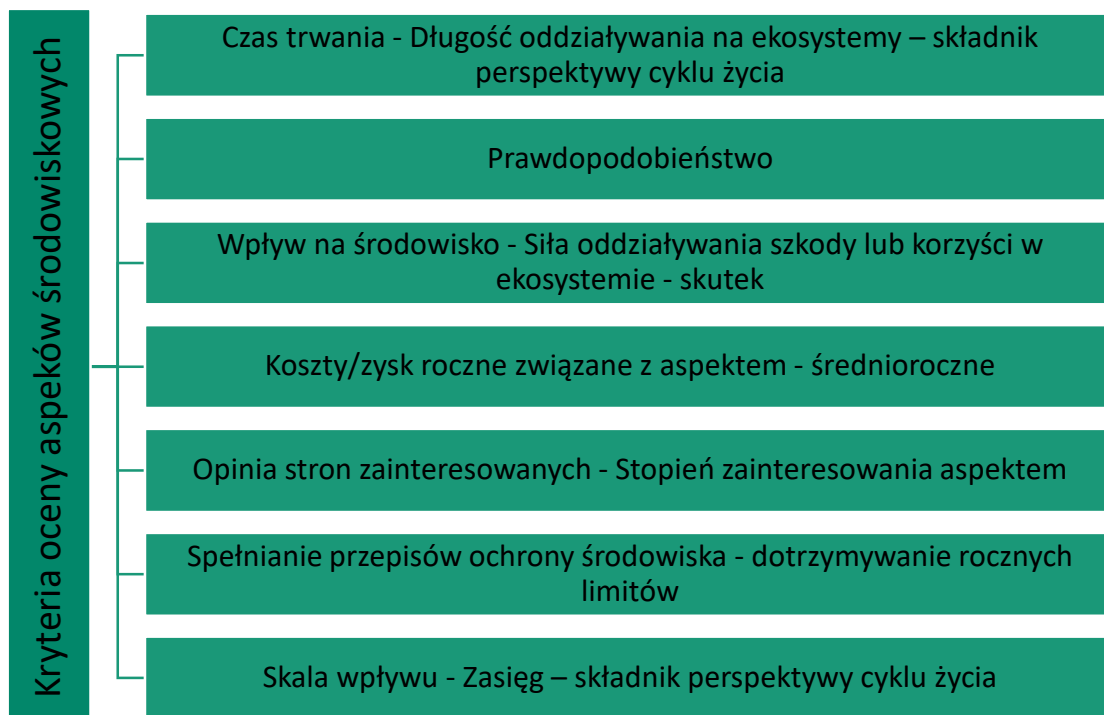 Kryteria oceny aspeków środowiskowych
Czas trwania - Długość oddziaływania na ekosystemy – składnik
perspektywy cyklu życia
Prawdopodobieństwo
Wpływ na środowisko - Siła oddziaływania szkody lub korzyści w
ekosystemie - skutek
Koszty/zysk roczne związane z aspektem - średnioroczne
Opinia stron zainteresowanych - Stopień zainteresowania aspektem
Spełnianie przepisów ochrony środowiska - dotrzymywanie rocznych
limitów
Skala wpływu - Zasięg – składnik perspektywy cyklu życia